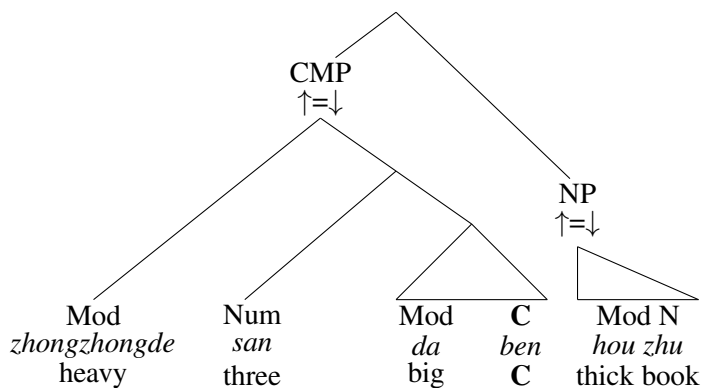 CMP
↑=↓
NP
↑=↓
Mod Num Mod C Mod N
zhongzhongde san da ben hou zhu
heavy three big C thick book